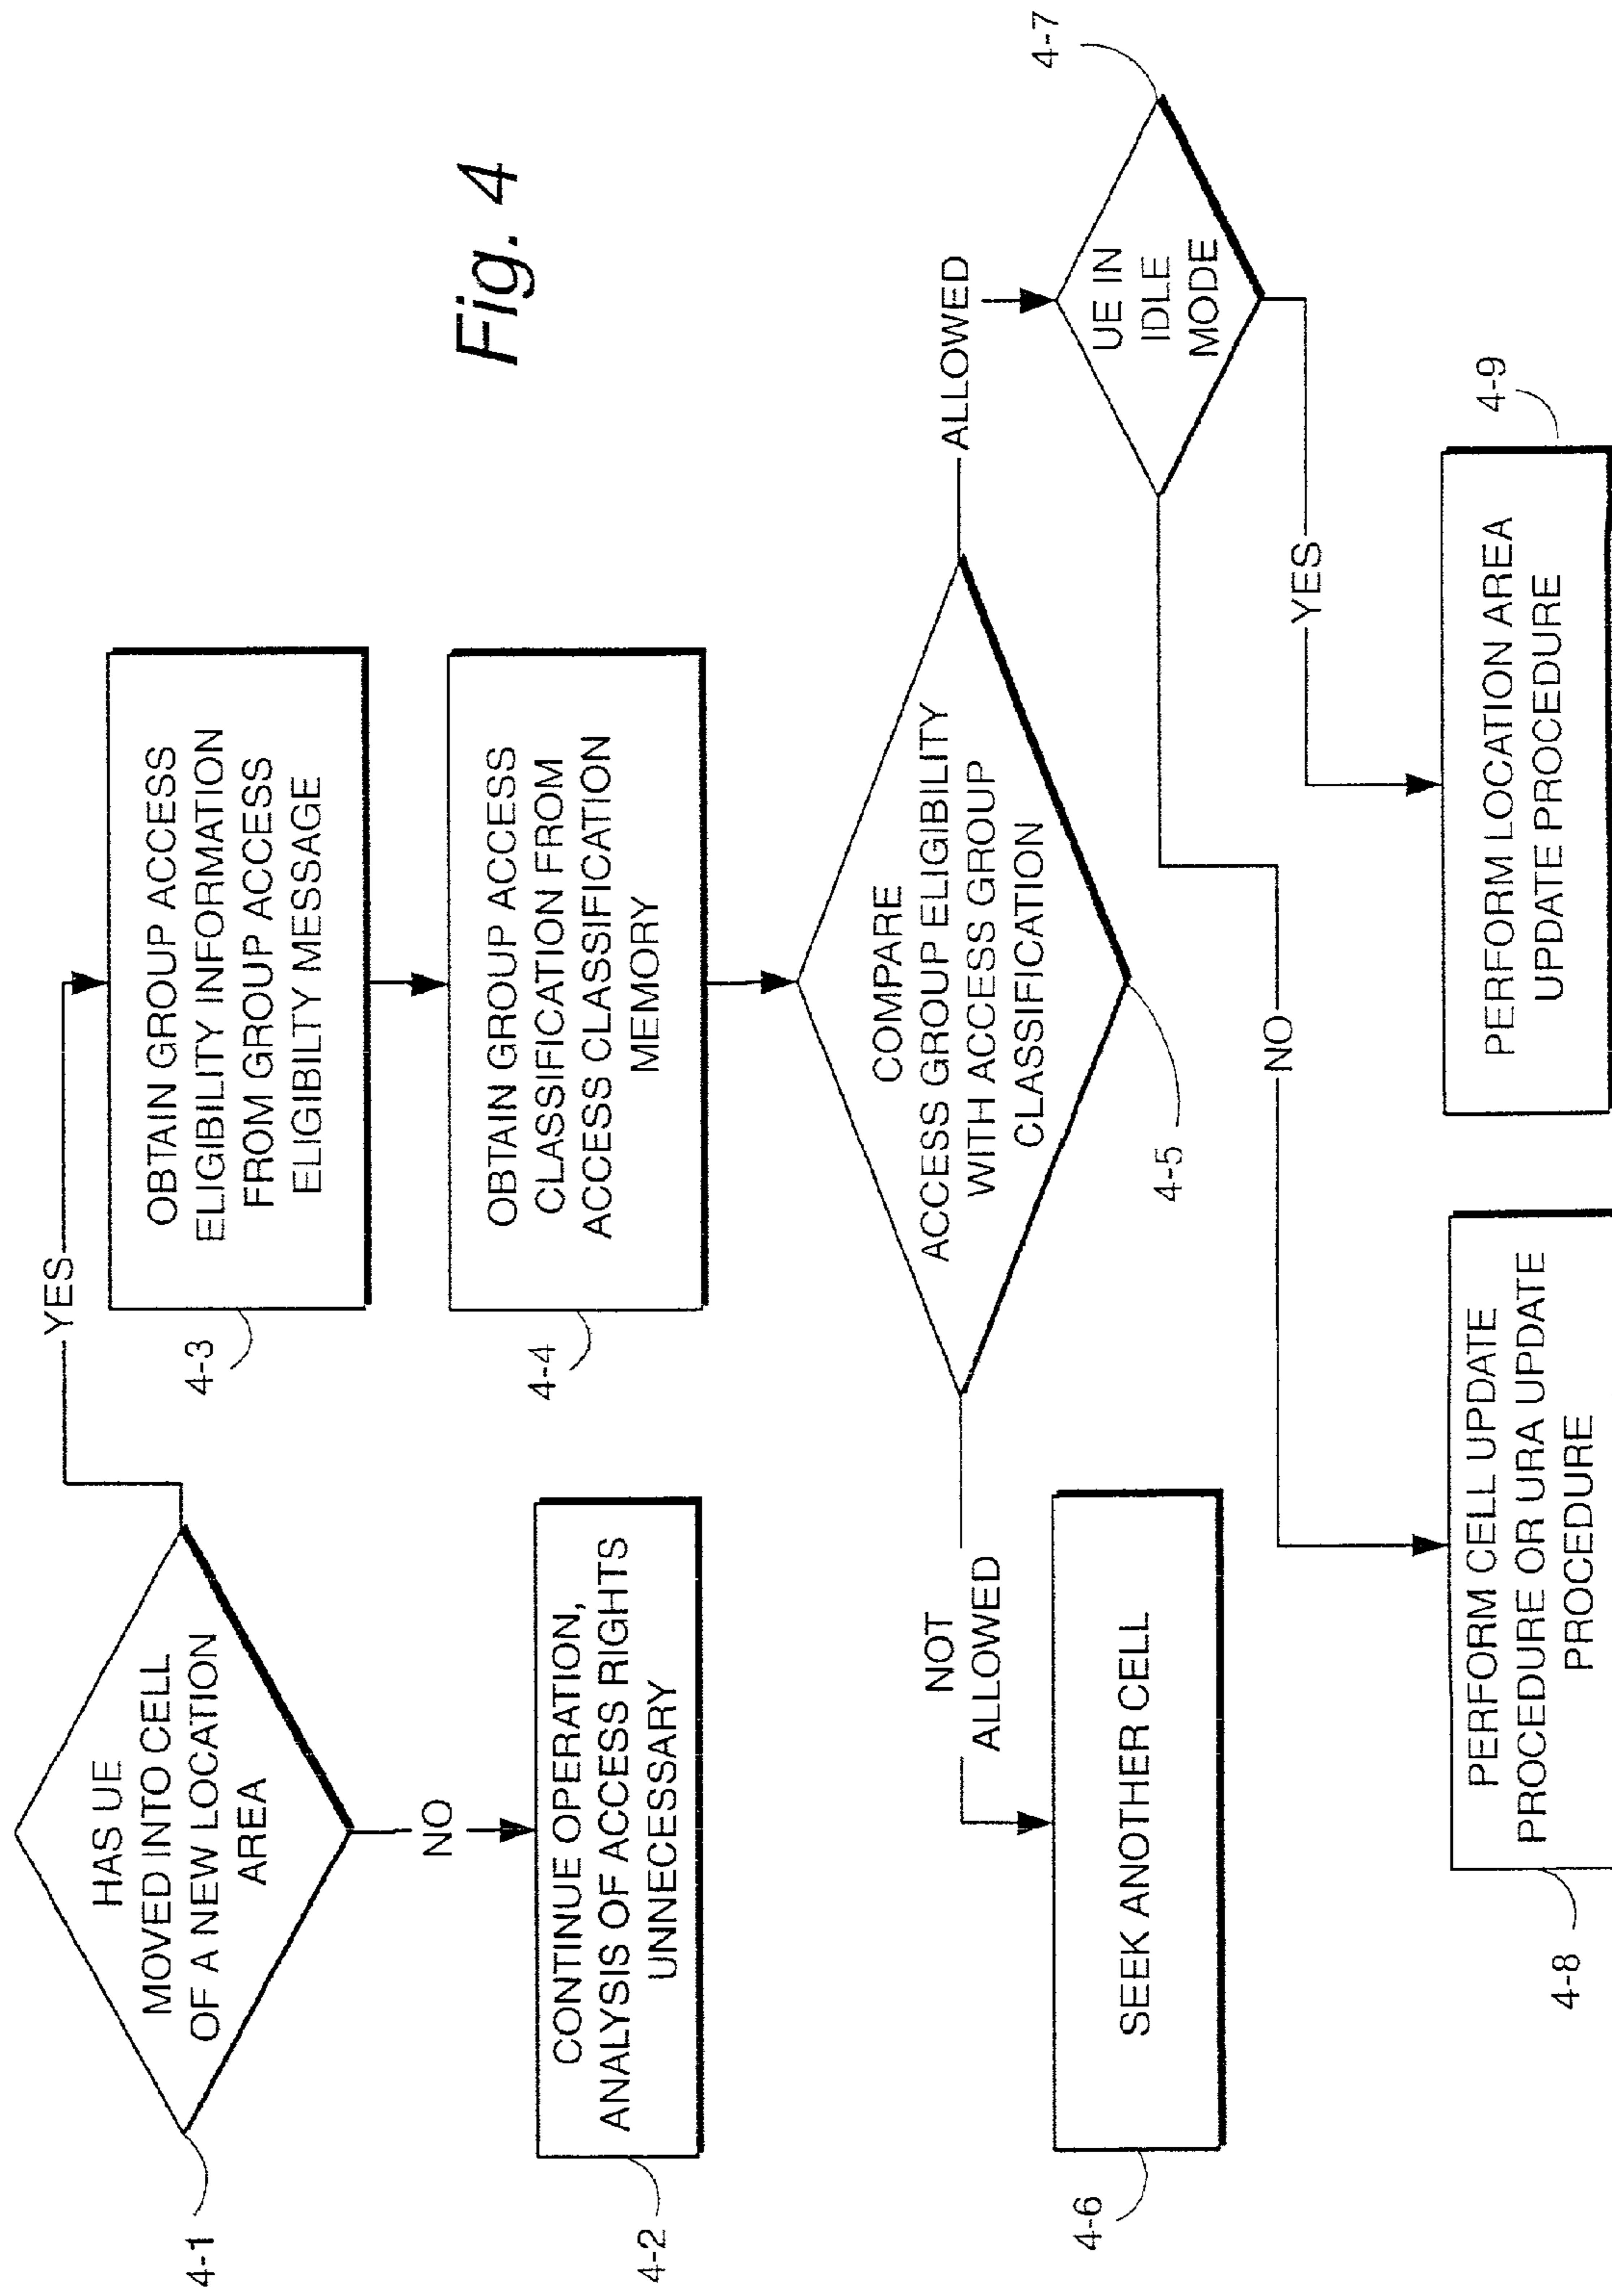 Fig. 4
4-1
HAS UE
MOVED INTO CELL
OF A NEW LOCATION
AREA
YES
NO
4-2
CONTINUE OPERATION,
ANALYSIS OF ACCESS RIGHTS
UNNECESSARY
4-3
OBTAIN GROUP ACCESS
ELIGIBILITY INFORMATION
FROM GROUP ACCESS
ELIGIBILTY MESSAGE
4-4
OBTAIN GROUP ACCESS
CLASSIFICATION FROM
ACCESS CLASSIFICATION
MEMORY
COMPARE
ACCESS GROUP ELIGIBILITY
WITH ACCESS GROUP
CLASSIFICATION
4-5
NOT
ALLOWED
ALLOWED
4-6
SEEK ANOTHER CELL
4-7
UE IN
IDLE
MODE
NO
YES
4-8
PERFORM CELL UPDATE
PROCEDURE OR URA UPDATE
PROCEDURE
4-9
PERFORM LOCATION AREA
UPDATE PROCEDURE